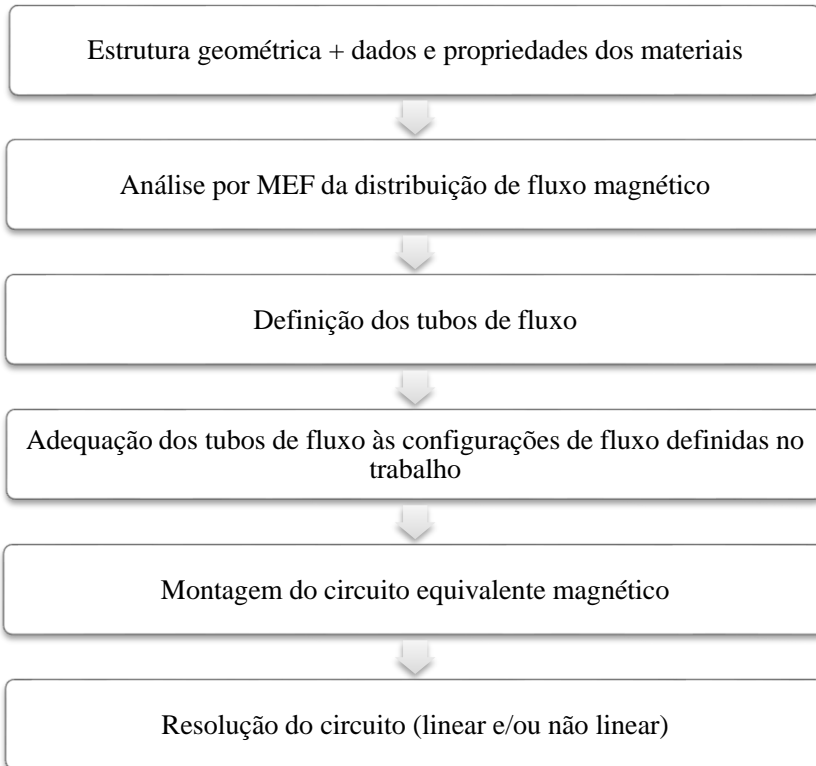 Estrutura geométrica + dados e propriedades dos materiais
Análise por MEF da distribuição de fluxo magnético
Definição dos tubos de fluxo
Adequação dos tubos de fluxo às configurações de fluxo definidas no
trabalho
Montagem do circuito equivalente magnético
Resolução do circuito (linear e/ou não linear)